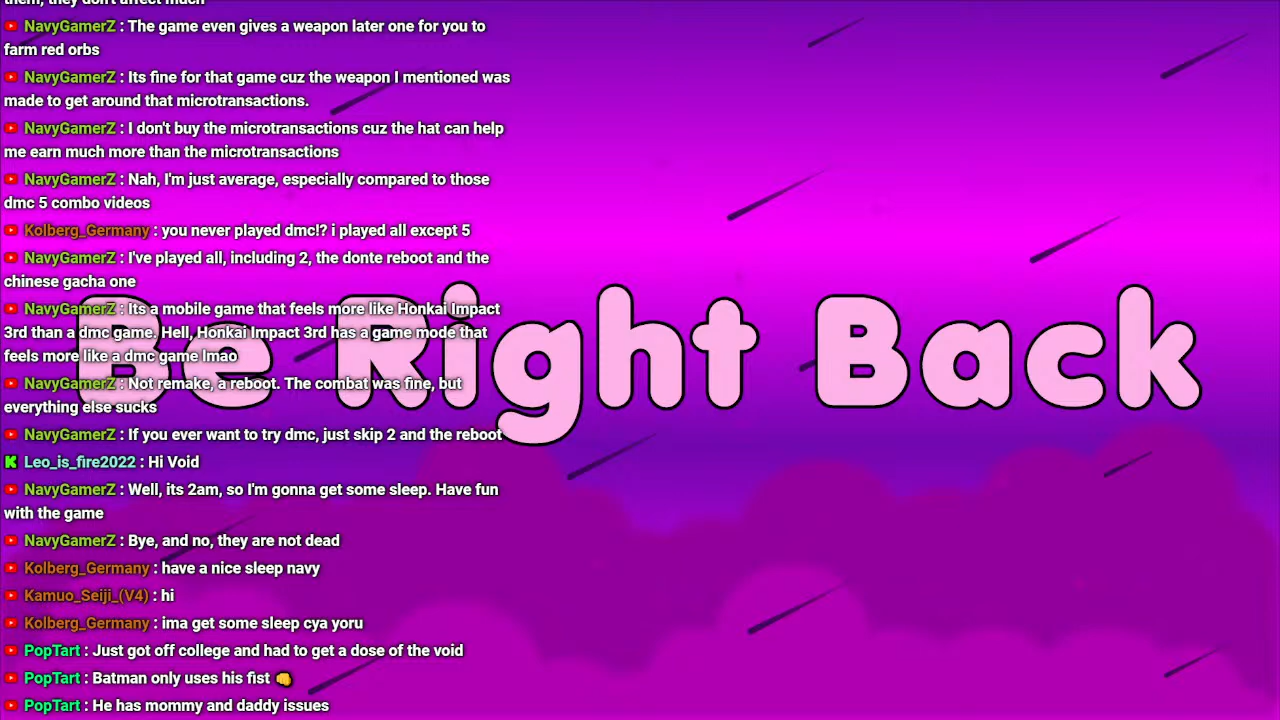 them, they don't affect much
NavyGamerZ : The game even gives a weapon later one for you to
farm red orbs
NavyGamerZ : Its fine for that game cuz the weapon I mentioned was
made to get around that microtransactions.
NavyGamerZ : I don't buy the microtransactions cuz the hat can help
me earn much more than the microtransactions
NavyGamerZ : Nah, I'm just average, especially compared to those
dmc 5 combo videos
Kolberg_Germany : you never played dmc!? i played all except 5
NavyGamerZ : I've played all, including 2, the donte reboot and the
chinese gacha one
NavyGamerZ : Its a mobile game that feels more like Honkai Impact
3rd than a dmc game. Hell, Honkai Impact 3rd has a game mode that
feels more like a dmc game lmao
NavyGamerZ : Not remake, a reboot. The combat was fine, but
everything else sucks
NavyGamerZ : If you ever want to try dmc, just skip 2 and the reboot
Leo_is_fire2022 : Hi Void
NavyGamerZ : Well, its 2am, so I'm gonna get some sleep. Have fun
with the game
NavyGamerZ : Bye, and no, they are not dead
Kolberg_Germany : have a nice sleep navy
Kamuo_Seiji_(V4) : hi
Kolberg_Germany : ima get some sleep cya yoru
PopTart : Just got off college and had to get a dose of the void
PopTart : Batman only uses his fist 👊
PopTart : He has mommy and daddy issues
Be Right Back